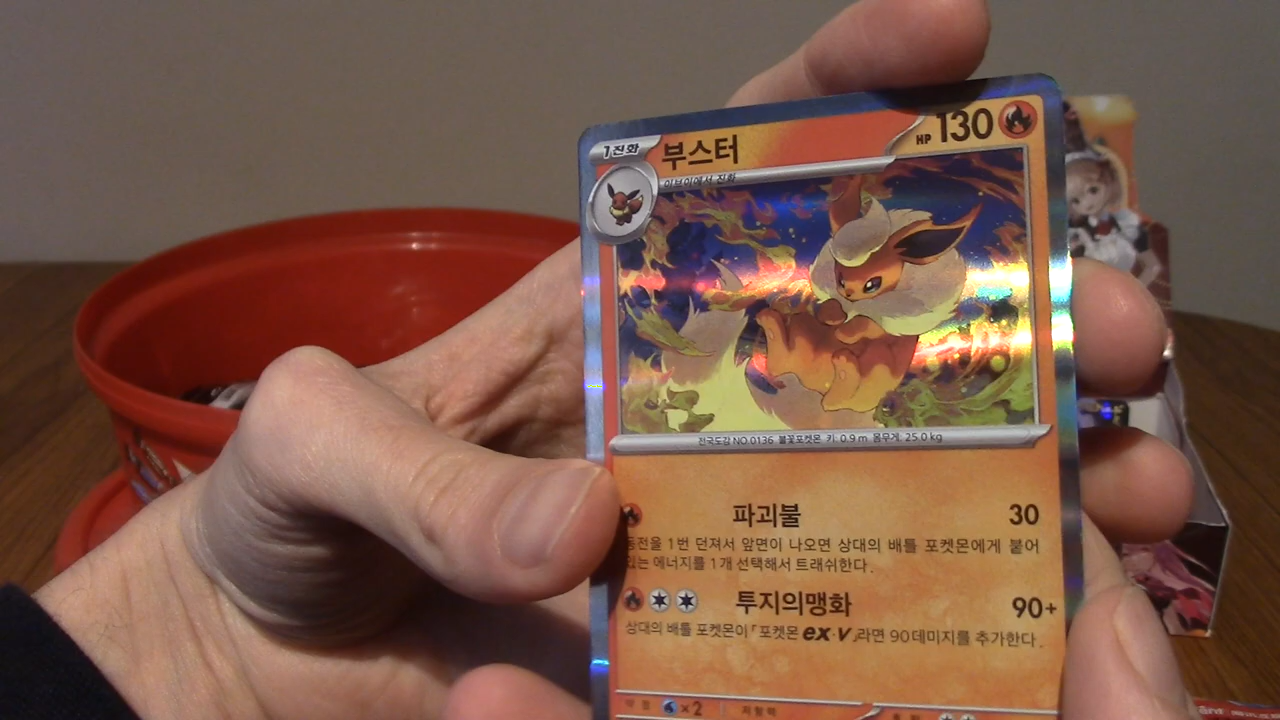 1진화
부스터
HP 130
이브이에서 진화
전국도감 NO.0136 불꽃포켓몬 키: 0.9 m 몸무게: 25.0 kg
파괴불 30
동전을 1번 던져서 앞면이 나오면 상대의 배틀 포켓몬에게 붙어
있는 에너지를 1개 선택해서 트래쉬한다.
투지의맹화 90+
상대의 배틀 포켓몬이 「포켓몬 ex・V」라면 90데미지를 추가한다.
약점 ×2 저항력